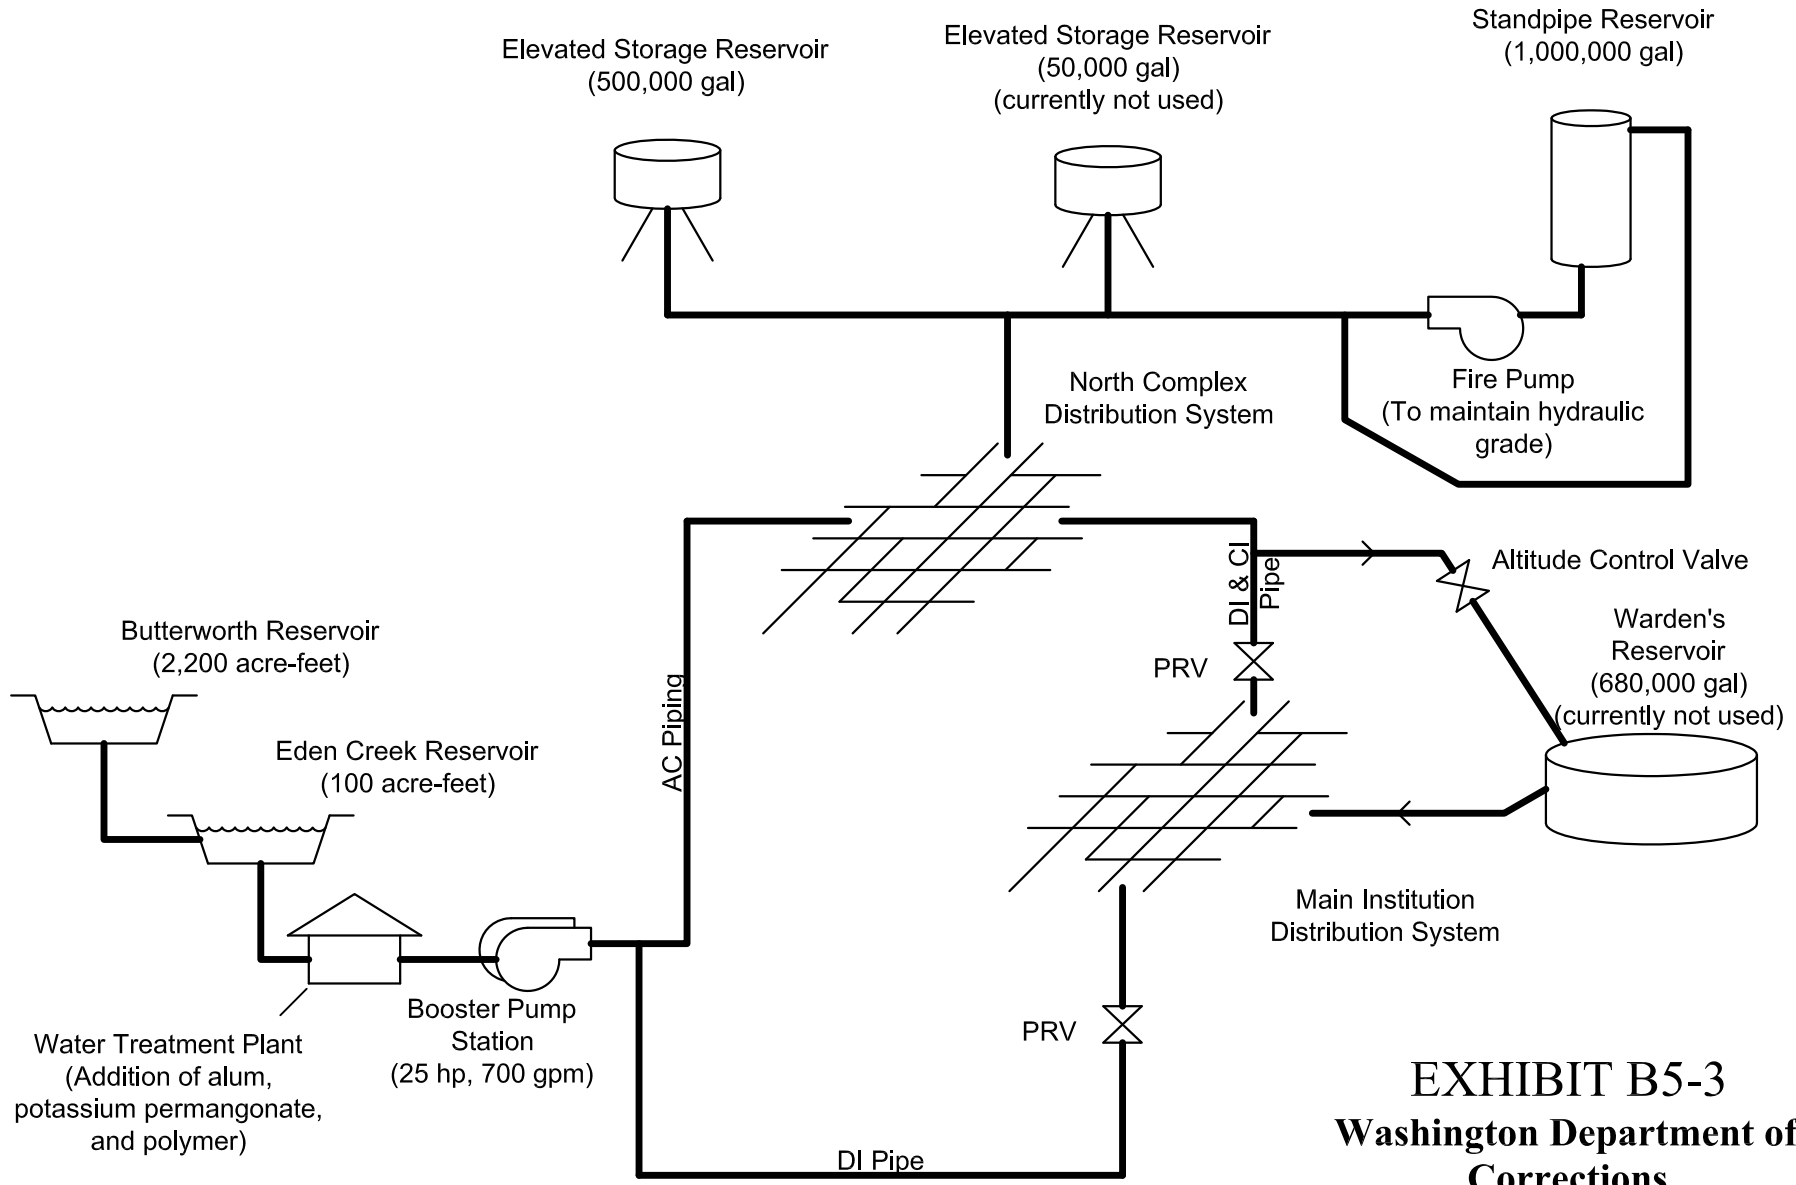 Elevated Storage Reservoir
(500,000 gal)
Elevated Storage Reservoir
(50,000 gal)
(currently not used)
Standpipe Reservoir
(1,000,000 gal)
Fire Pump
(To maintain hydraulic
grade)
North Complex
Distribution System
DI & CI
Pipe
Altitude Control Valve
PRV
Warden's
Reservoir
(680,000 gal)
(currently not used)
Butterworth Reservoir
(2,200 acre-feet)
AC Piping
Eden Creek Reservoir
(100 acre-feet)
Main Institution
Distribution System
Booster Pump
Station
(25 hp, 700 gpm)
PRV
Water Treatment Plant
(Addition of alum,
potassium permangonate,
and polymer)
DI Pipe
EXHIBIT B5-3
Washington Department of
Corrections